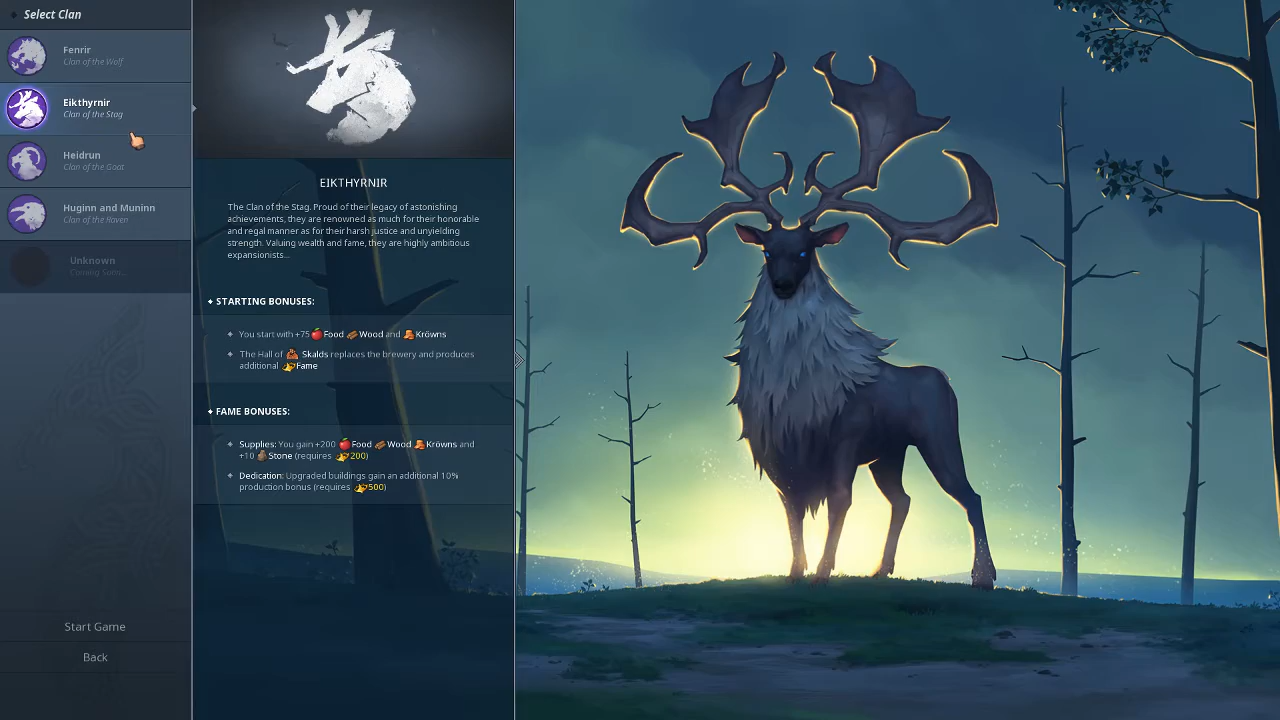 Select Clan
Fenrir
Clan of the Wolf
Eikthyrnir
Clan of the Stag
Heidrun
Clan of the Goat
Huginn and Muninn
Clan of the Raven
Unknown
Coming Soon...
Start Game
Back
EIKTHYRNIR
The Clan of the Stag. Proud of their legacy of astonishing
achievements, they are renowned as much for their honorable
and regal manner as for their harsh justice and unyielding
strength. Valuing wealth and fame, they are highly ambitious
expansionists...
STARTING BONUSES:
You start with +75 Food Wood and Kröwns
The Hall of Skalds replaces the brewery and produces
additional Fame
FAME BONUSES:
Supplies: You gain +200 Food Wood Kröwns and
+10 Stone (requires 200)
Dedication: Upgraded buildings gain an additional 10%
production bonus (requires 500)